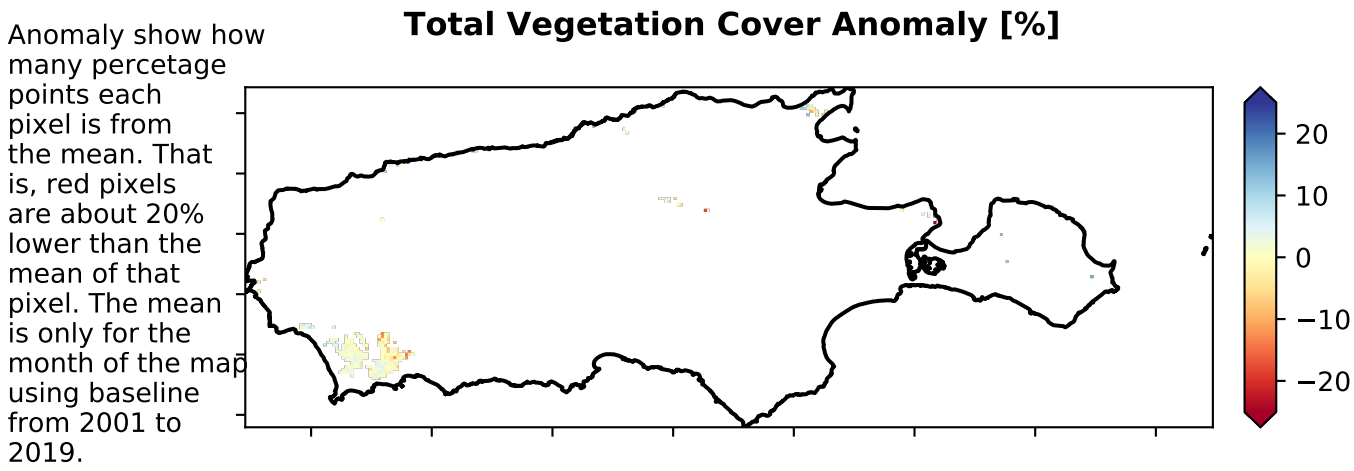 Total Vegetation Cover Anomaly [%]
Anomaly show how
many percetage
points each
pixel is from
the mean. That
is, red pixels
are about 20%
lower than the
mean of that
pixel. The mean
is only for the
month of the map
using baseline
from 2001 to
2019.
20
10
0
−10
−20